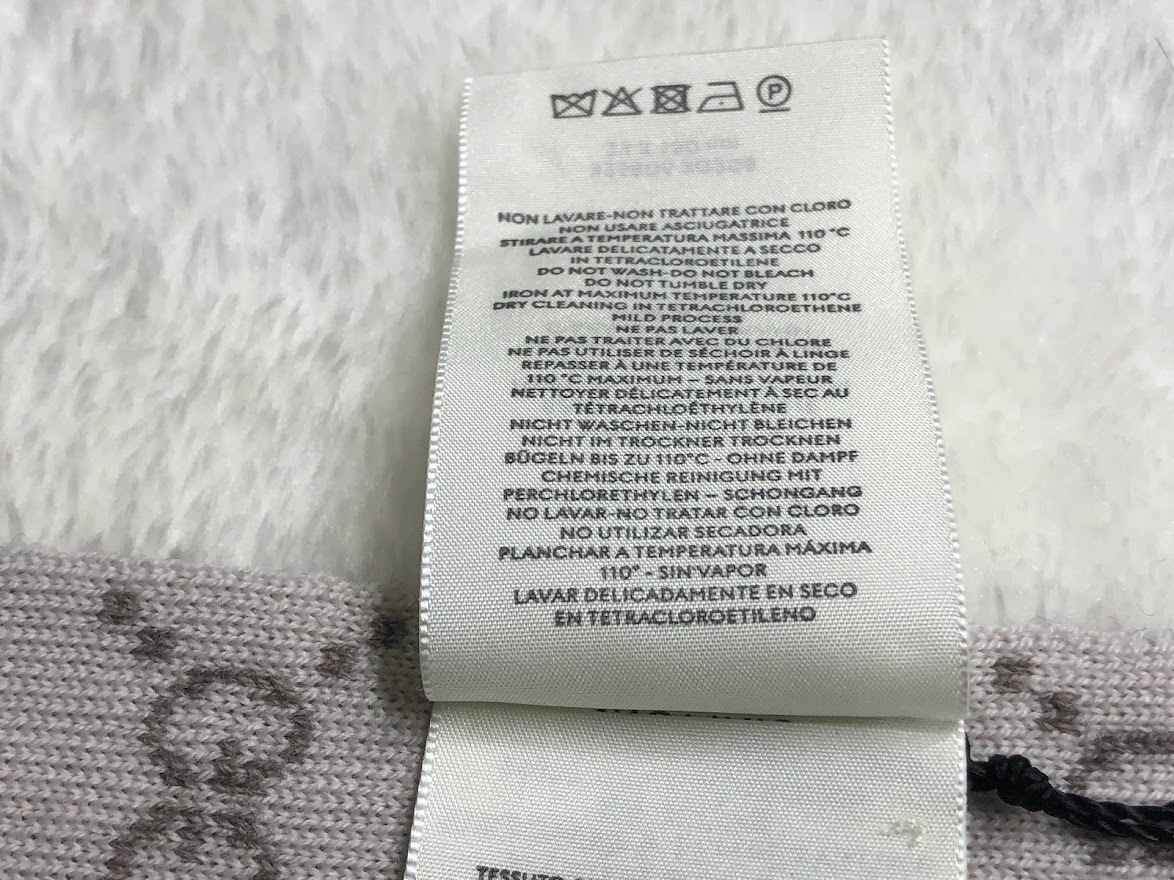 P
NON LAVARE-NON TRATTARE CON CLORO
NON USARE ASCIUGATRICE
STIRARE A TEMPERATURA MASSIMA 110 °C
LAVARE DELICATAMENTE A SECCO
IN TETRACLOROETILENE
DO NOT WASH-DO NOT BLEACH
DO NOT TUMBLE DRY
IRON AT MAXIMUM TEMPERATURE 110°C
DRY CLEANING IN TETRACHLOROETHENE
MILD PROCESS
NE PAS LAVER
NE PAS TRAITER AVEC DU CHLORE
NE PAS UTILISER DE SÉCHOIR À LINGE
REPASSER À UNE TEMPÉRATURE DE
110 °C MAXIMUM – SANS VAPEUR
NETTOYER DÉLICATEMENT À SEC AU
TÉTRACHLOÉTHYLÈNE
NICHT WASCHEN-NICHT BLEICHEN
NICHT IM TROCKNER TROCKNEN
BÜGELN BIS ZU 110°C - OHNE DAMPF
CHEMISCHE REINIGUNG MIT
PERCHLORETHYLEN – SCHONGANG
NO LAVAR-NO TRATAR CON CLORO
NO UTILIZAR SECADORA
PLANCHAR A TEMPERATURA MÁXIMA
110° - SIN VAPOR
LAVAR DELICADAMENTE EN SECO
EN TETRACLOROETILENO
TESSUTO